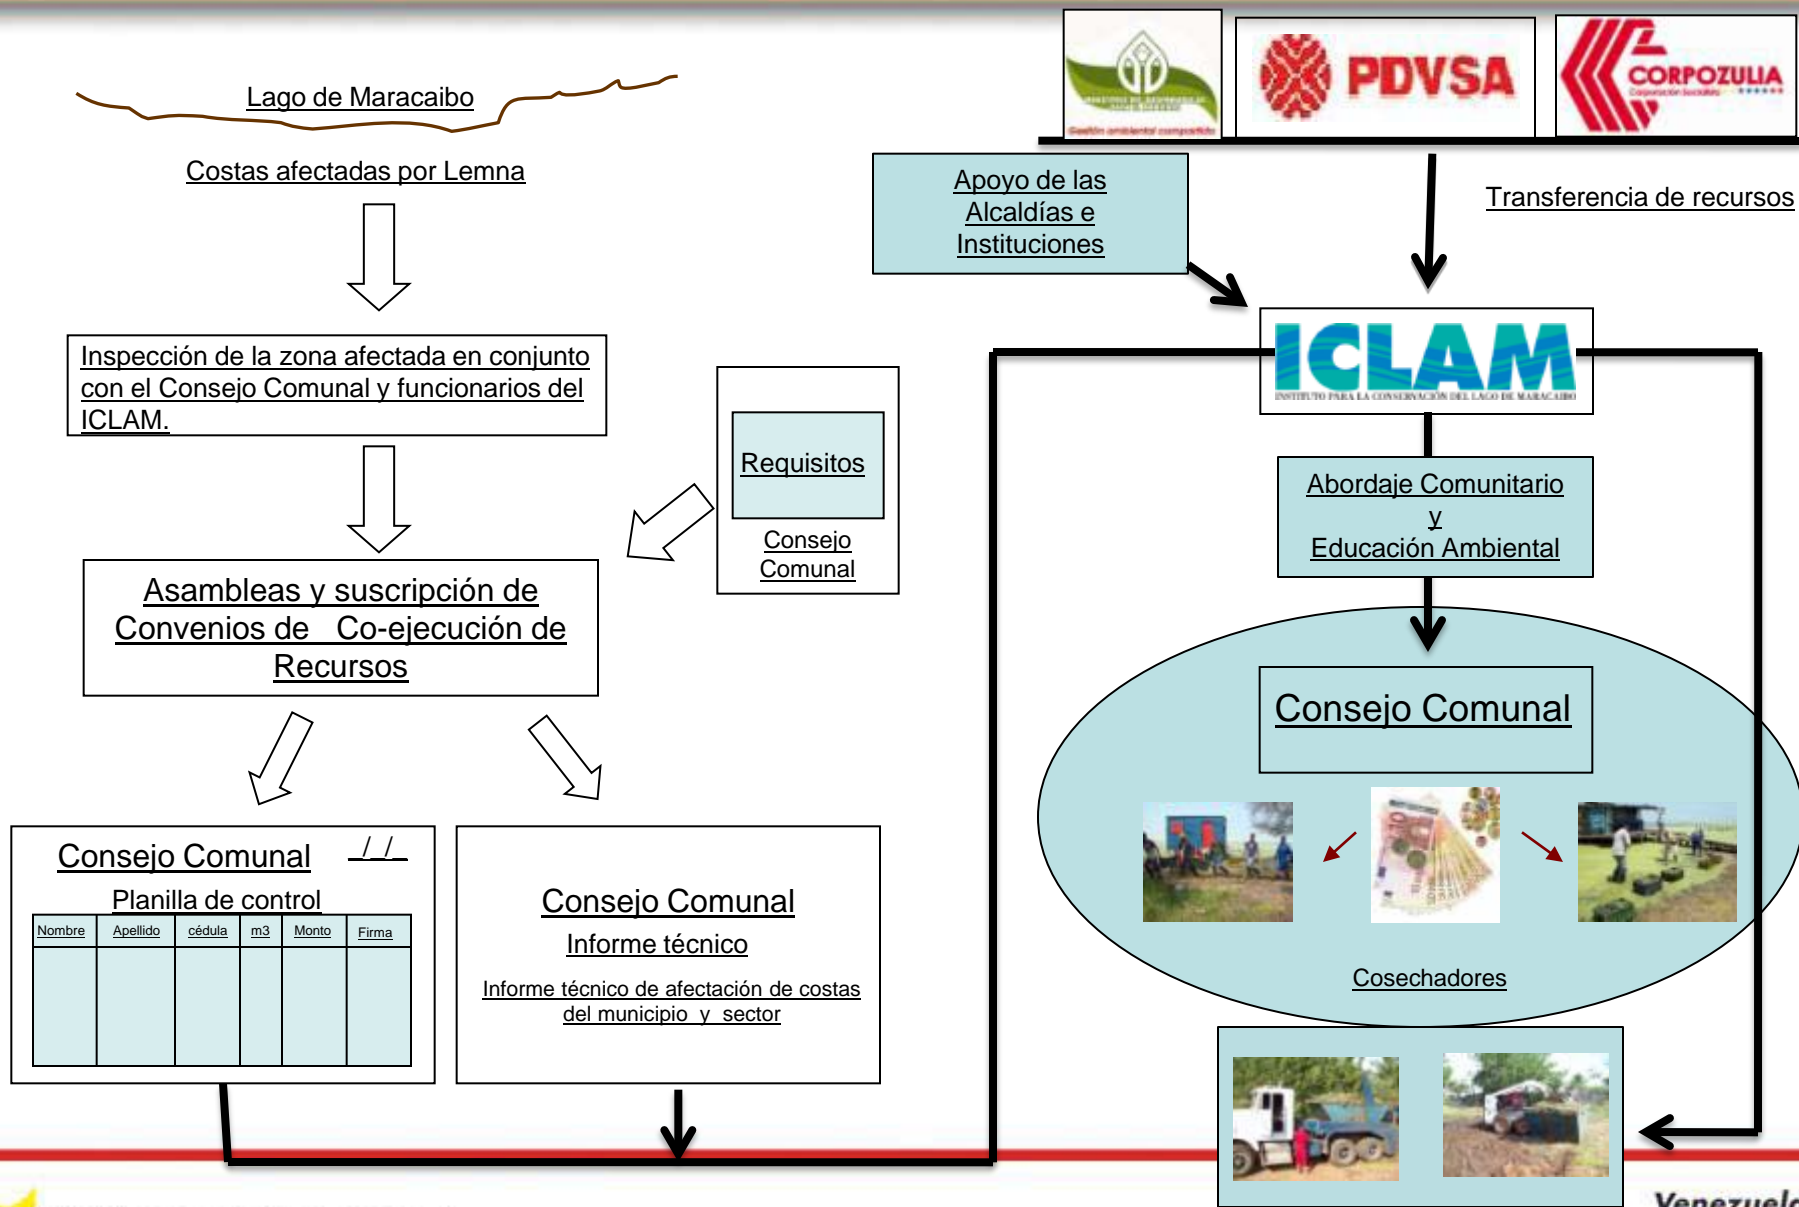 Lago de Maracaibo
Costas afectadas por Lemna
Inspección de la zona afectada en conjunto
con el Consejo Comunal y funcionarios del
ICLAM.
Requisitos
Consejo
Comunal
Asambleas y suscripción de
Convenios de Co-ejecución de
Recursos
Consejo Comunal _/_/_
Planilla de control
Nombre Apellido cédula m3 Monto Firma
Consejo Comunal
Informe técnico
Informe técnico de afectación de costas
del municipio y sector
Gestión ambiental compartida
PDVSA
CORPOZULIA
Apoyo de las
Alcaldías e
Instituciones
Transferencia de recursos
ICLAM
INSTITUTO PARA LA CONSERVACIÓN DEL LAGO DE MARACAIBO
Abordaje Comunitario
y
Educación Ambiental
Consejo Comunal
10
Cosechadores